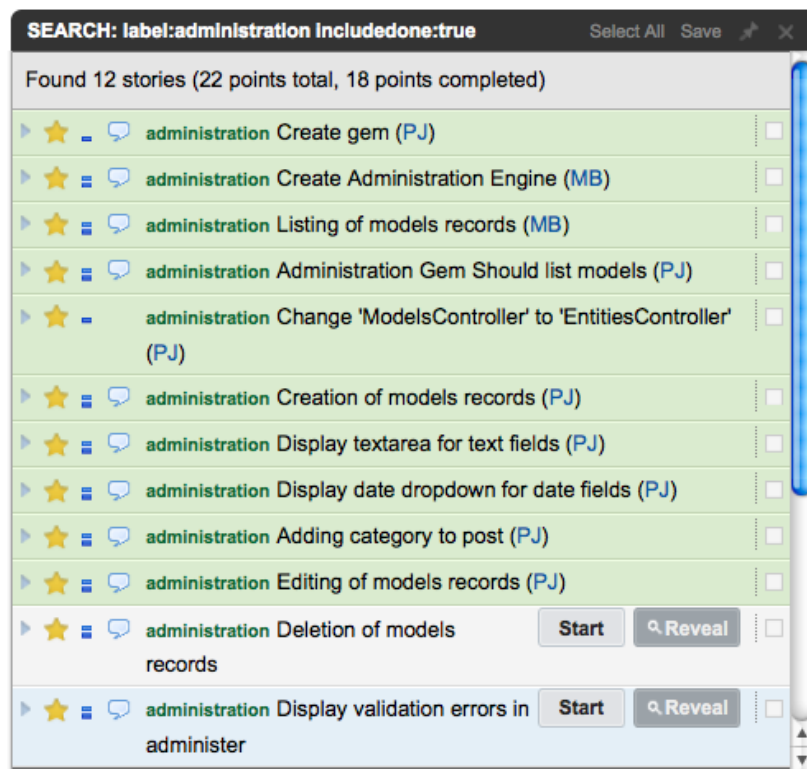 SEARCH: label:administration includedone:true Select All Save
Found 12 stories (22 points total, 18 points completed)
administration Create gem (PJ)
administration Create Administration Engine (MB)
administration Listing of models records (MB)
administration Administration Gem Should list models (PJ)
administration Change 'ModelsController' to 'EntitiesController'
(PJ)
administration Creation of models records (PJ)
administration Display textarea for text fields (PJ)
administration Display date dropdown for date fields (PJ)
administration Adding category to post (PJ)
administration Editing of models records (PJ)
administration Deletion of models Start Reveal
records
administration Display validation errors in Start Reveal
administer